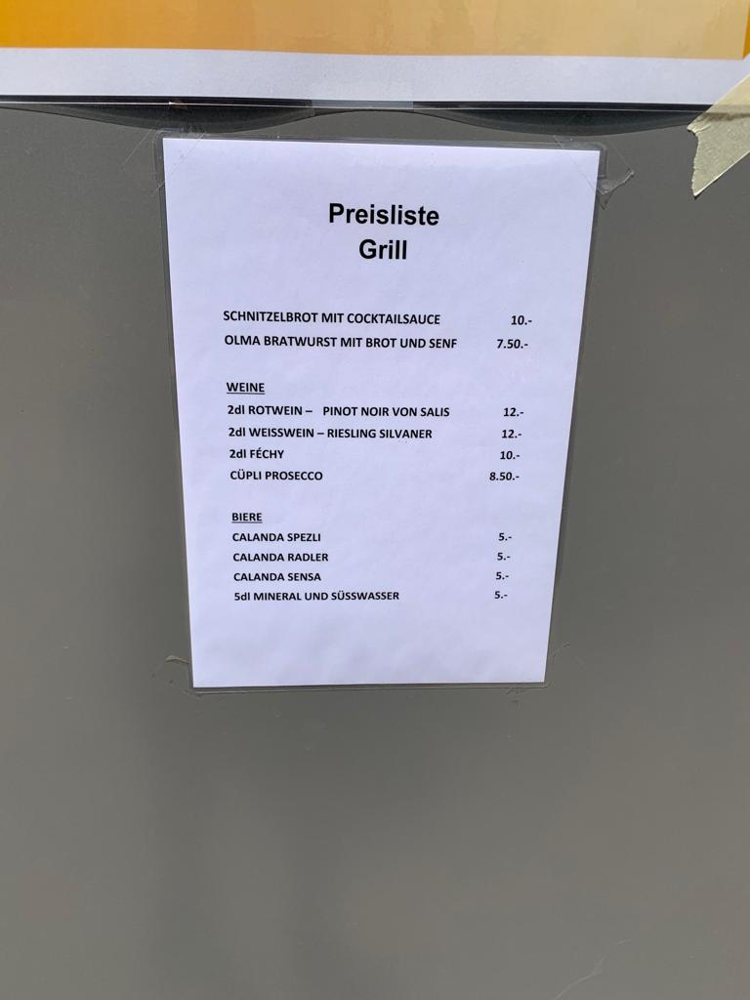 Preisliste
Grill
SCHNITZELBROT MIT COCKTAILSAUCE 10.-
OLMA BRATWURST MIT BROT UND SENF 7.50.-
WEINE
2dl ROTWEIN – PINOT NOIR VON SALIS 12.-
2dl WEISSWEIN – RIESLING SILVANER 12.-
2dl FÉCHY 10.-
CÜPLI PROSECCO 8.50.-
BIERE
CALANDA SPEZLI 5.-
CALANDA RADLER 5.-
CALANDA SENSA 5.-
5dl MINERAL UND SÜSSWASSER 5.-